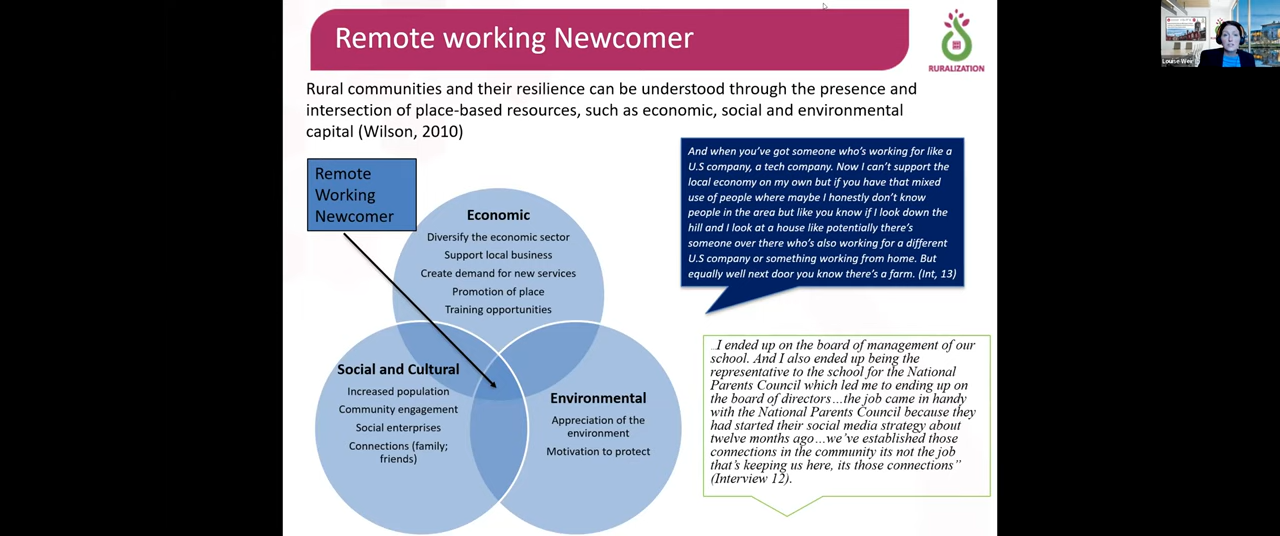 Remote working Newcomer
RURALIZATION
Rural communities and their resilience can be understood through the presence and
intersection of place-based resources, such as economic, social and environmental
capital (Wilson, 2010)
Remote
Working
Newcomer
Economic
Diversify the economic sector
Support local business
Create demand for new services
Promotion of place
Training opportunities
Social and Cultural
Increased population
Community engagement
Social enterprises
Connections (family;
friends)
Environmental
Appreciation of the
environment
Motivation to protect
And when you've got someone who's working for like a
U.S company, a tech company. Now I can't support the
local economy on my own but if you have that mixed
use of people where maybe I honestly don't know
people in the area but like you know if I look down the
hill and I look at a house like potentially there's
someone over there who's also working for a different
U.S company or something working from home. But
equally well next door you know there's a farm. (Int, 13)
..I ended up on the board of management of our
school. And I also ended up being the
representative to the school for the National
Parents Council which led me to ending up on
the board of directors…the job came in handy
with the National Parents Council because they
had started their social media strategy about
twelve months ago…we've established those
connections in the community its not the job
that's keeping us here, its those connections"
(Interview 12).
Louise Weir